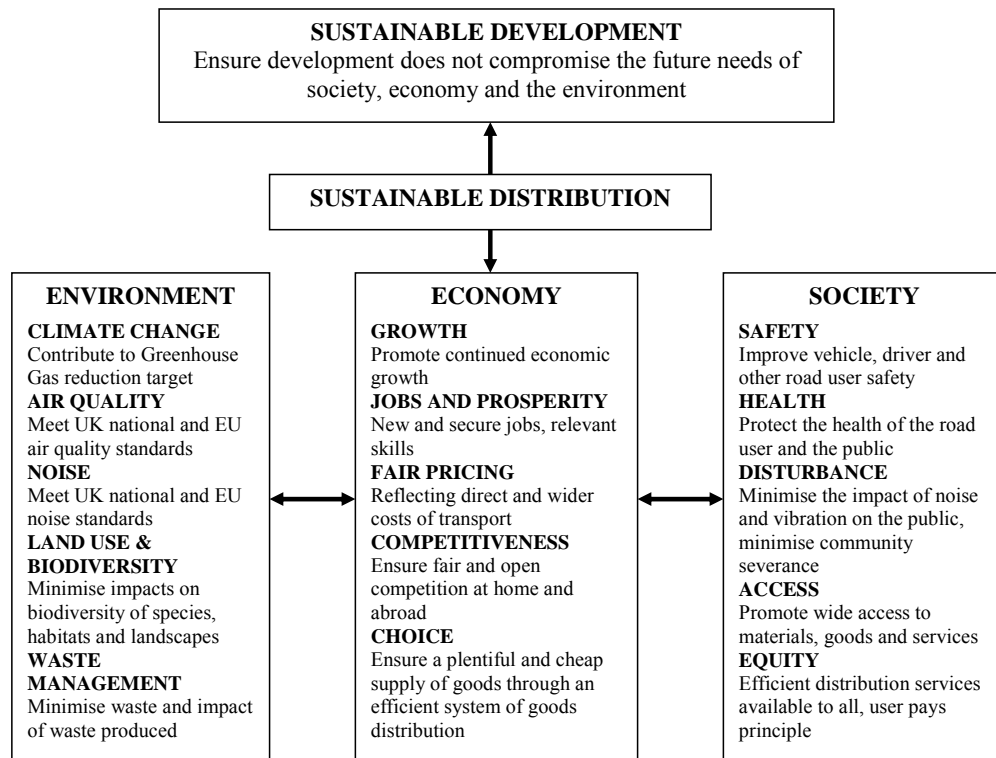 SUSTAINABLE DEVELOPMENT
Ensure development does not compromise the future needs of
society, economy and the environment
SUSTAINABLE DISTRIBUTION
ENVIRONMENT
CLIMATE CHANGE
Contribute to Greenhouse
Gas reduction target
AIR QUALITY
Meet UK national and EU
air quality standards
NOISE
Meet UK national and EU
noise standards
LAND USE &
BIODIVERSITY
Minimise impacts on
biodiversity of species,
habitats and landscapes
WASTE
MANAGEMENT
Minimise waste and impact
of waste produced
ECONOMY
GROWTH
Promote continued economic
growth
JOBS AND PROSPERITY
New and secure jobs, relevant
skills
FAIR PRICING
Reflecting direct and wider
costs of transport
COMPETITIVENESS
Ensure fair and open
competition at home and
abroad
CHOICE
Ensure a plentiful and cheap
supply of goods through an
efficient system of goods
distribution
SOCIETY
SAFETY
Improve vehicle, driver and
other road user safety
HEALTH
Protect the health of the road
user and the public
DISTURBANCE
Minimise the impact of noise
and vibration on the public,
minimise community
severance
ACCESS
Promote wide access to
materials, goods and services
EQUITY
Efficient distribution services
available to all, user pays
principle